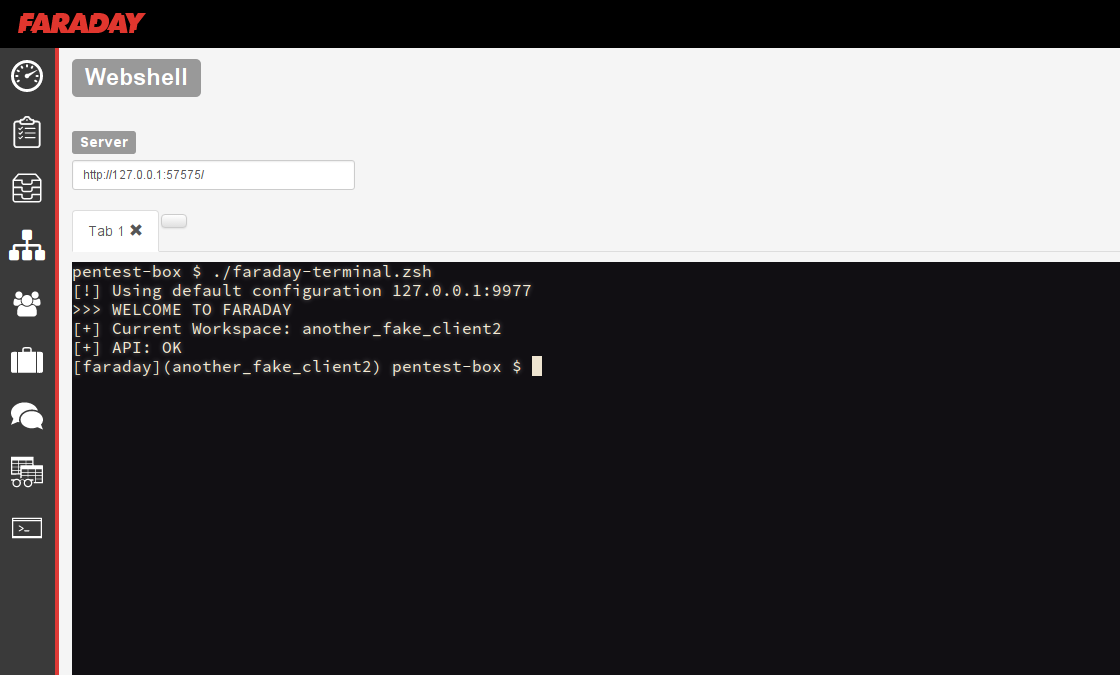 FARADAY
Webshell
Server
http://127.0.0.1:57575/
Tab 1 ✖
pentest-box $ ./faraday-terminal.zsh
[!] Using default configuration 127.0.0.1:9977
>>> WELCOME TO FARADAY
[+] Current Workspace: another_fake_client2
[+] API: OK
[faraday](another_fake_client2) pentest-box $
>_